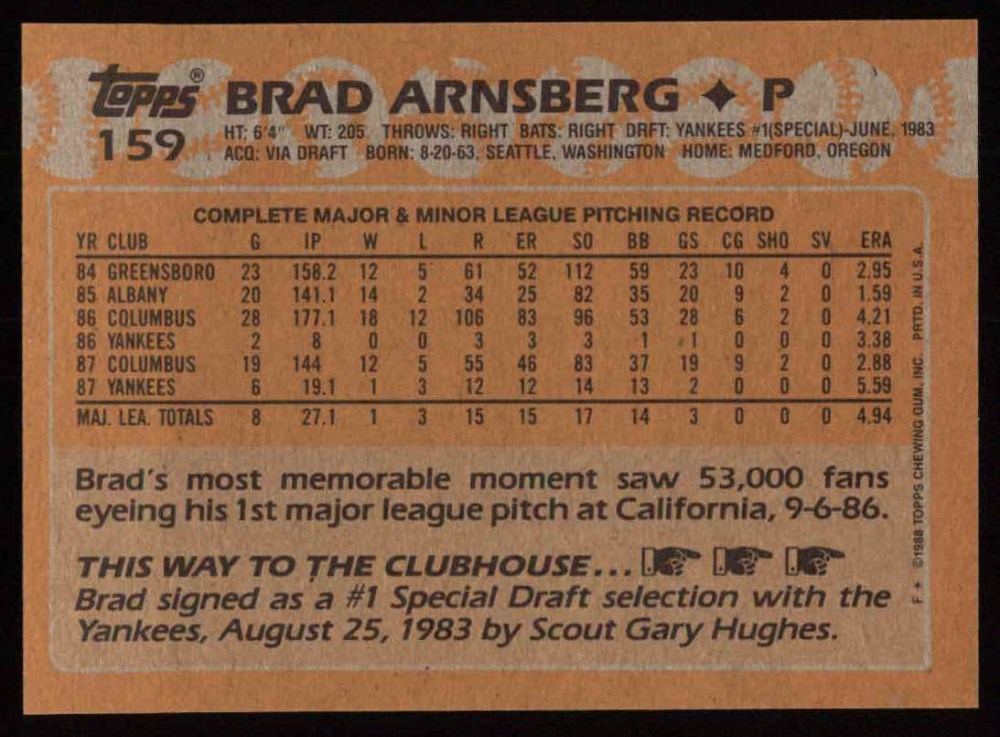 topps® BRAD ARNSBERG ✦ P
159
HT: 6'4" WT: 205 THROWS: RIGHT BATS: RIGHT DRFT: YANKEES #1(SPECIAL)-JUNE, 1983
ACQ: VIA DRAFT BORN: 8-20-63, SEATTLE, WASHINGTON HOME: MEDFORD, OREGON
COMPLETE MAJOR & MINOR LEAGUE PITCHING RECORD
YR CLUB G IP W L R ER SO BB GS CG SHO SV ERA
84 GREENSBORO 23 158.2 12 5 61 52 112 59 23 10 4 0 2.95
85 ALBANY 20 141.1 14 2 34 25 82 35 20 9 2 0 1.59
86 COLUMBUS 28 177.1 18 12 106 83 96 53 28 6 2 0 4.21
86 YANKEES 2 8 0 0 3 3 3 1 1 0 0 0 3.38
87 COLUMBUS 19 144 12 5 55 46 83 37 19 9 2 0 2.88
87 YANKEES 6 19.1 1 3 12 12 14 13 2 0 0 0 5.59
MAJ. LEA. TOTALS 8 27.1 1 3 15 15 17 14 3 0 0 0 4.94
Brad's most memorable moment saw 53,000 fans
eyeing his 1st major league pitch at California, 9-6-86.
THIS WAY TO THE CLUBHOUSE...
Brad signed as a #1 Special Draft selection with the
Yankees, August 25, 1983 by Scout Gary Hughes.
F * ©1988 TOPPS CHEWING GUM, INC. PRTD. IN U.S.A.